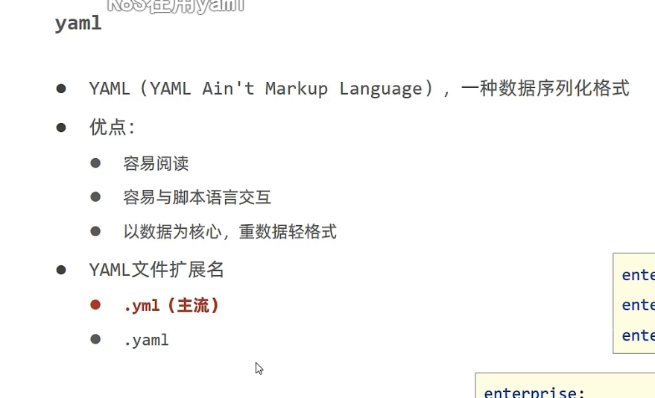 K8S在用yaml
yaml
YAML（YAML Ain't Markup Language），一种数据序列化格式
优点：
容易阅读
容易与脚本语言交互
以数据为核心，重数据轻格式
YAML文件扩展名
.yml（主流）
.yaml
ente
ente
ente
enterprise: